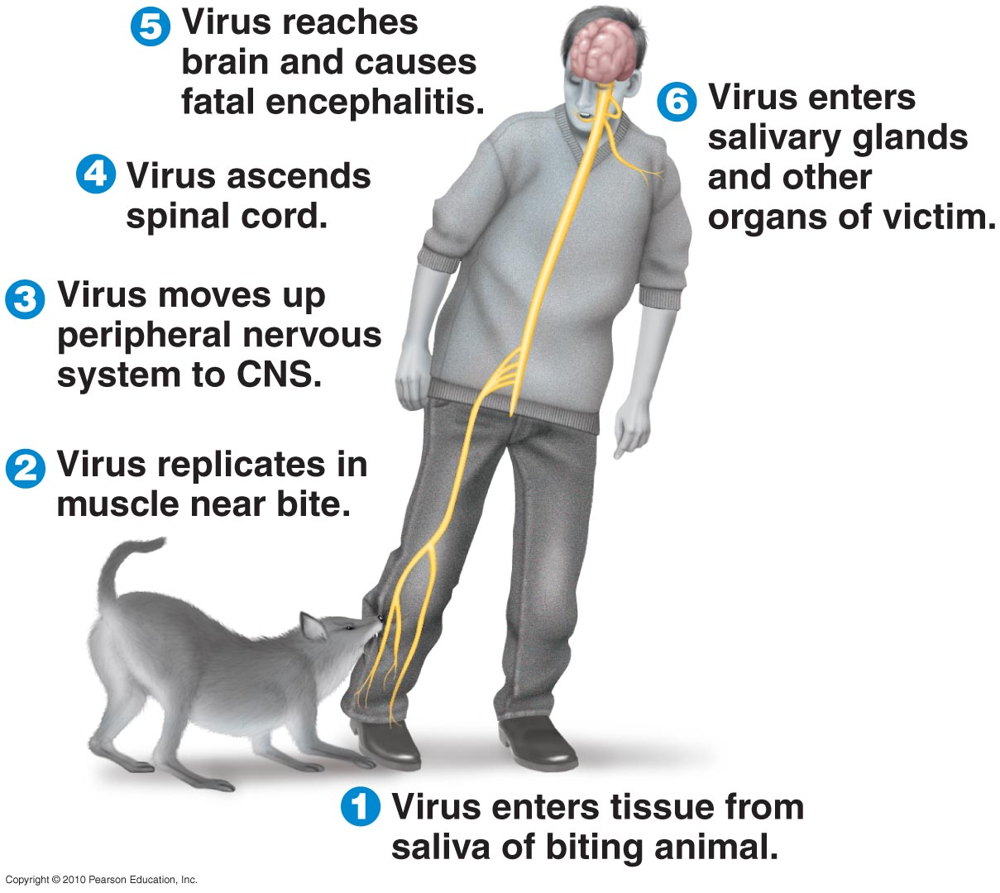 5 Virus reaches
brain and causes
fatal encephalitis.
6 Virus enters
salivary glands
and other
organs of victim.
4 Virus ascends
spinal cord.
3 Virus moves up
peripheral nervous
system to CNS.
2 Virus replicates in
muscle near bite.
1 Virus enters tissue from
saliva of biting animal.
Copyright © 2010 Pearson Education, Inc.